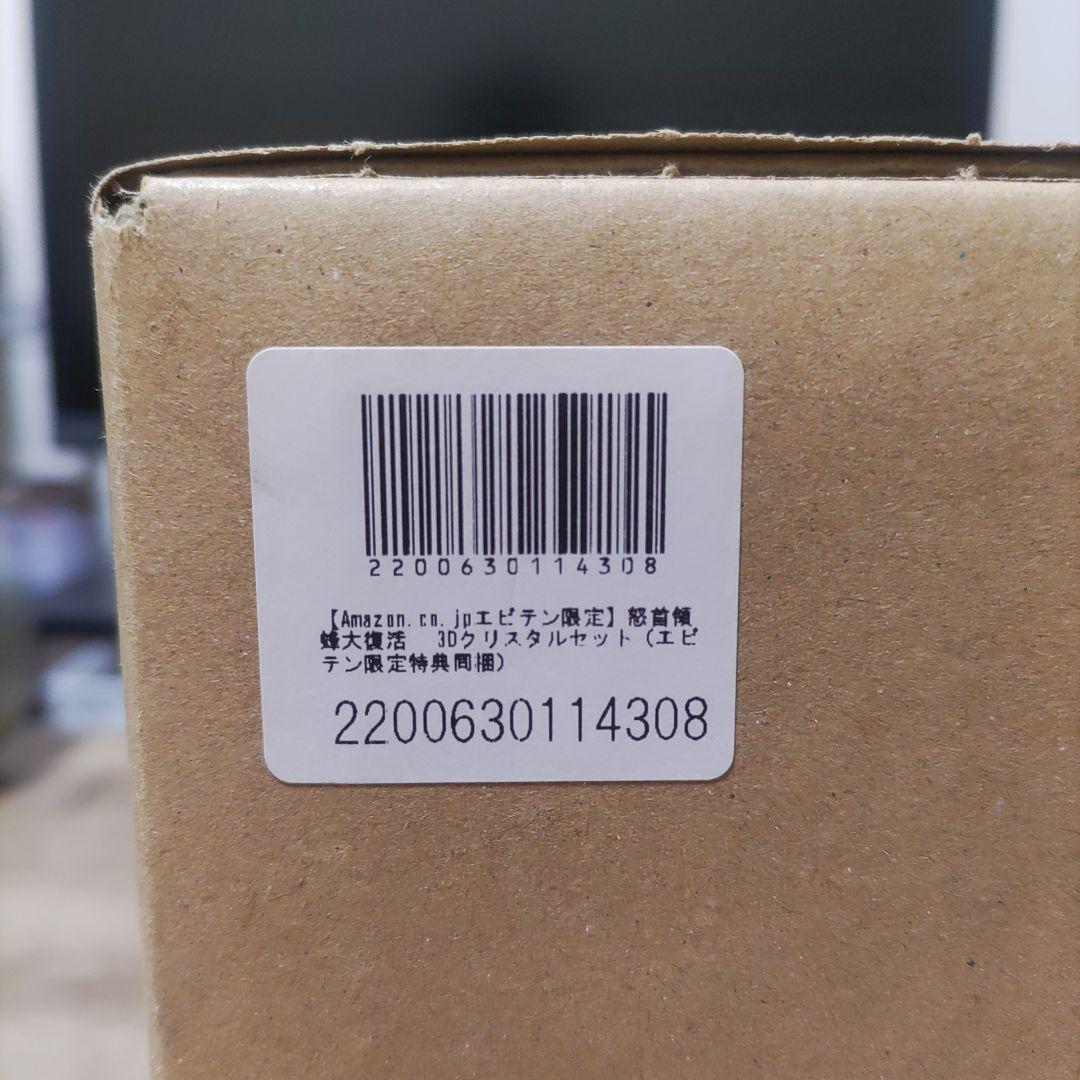 2200630114308
【Amazon.co.jpエビテン限定】怒首領
蜂大復活　3Dクリスタルセット（エビ
テン限定特典同梱）
2200630114308